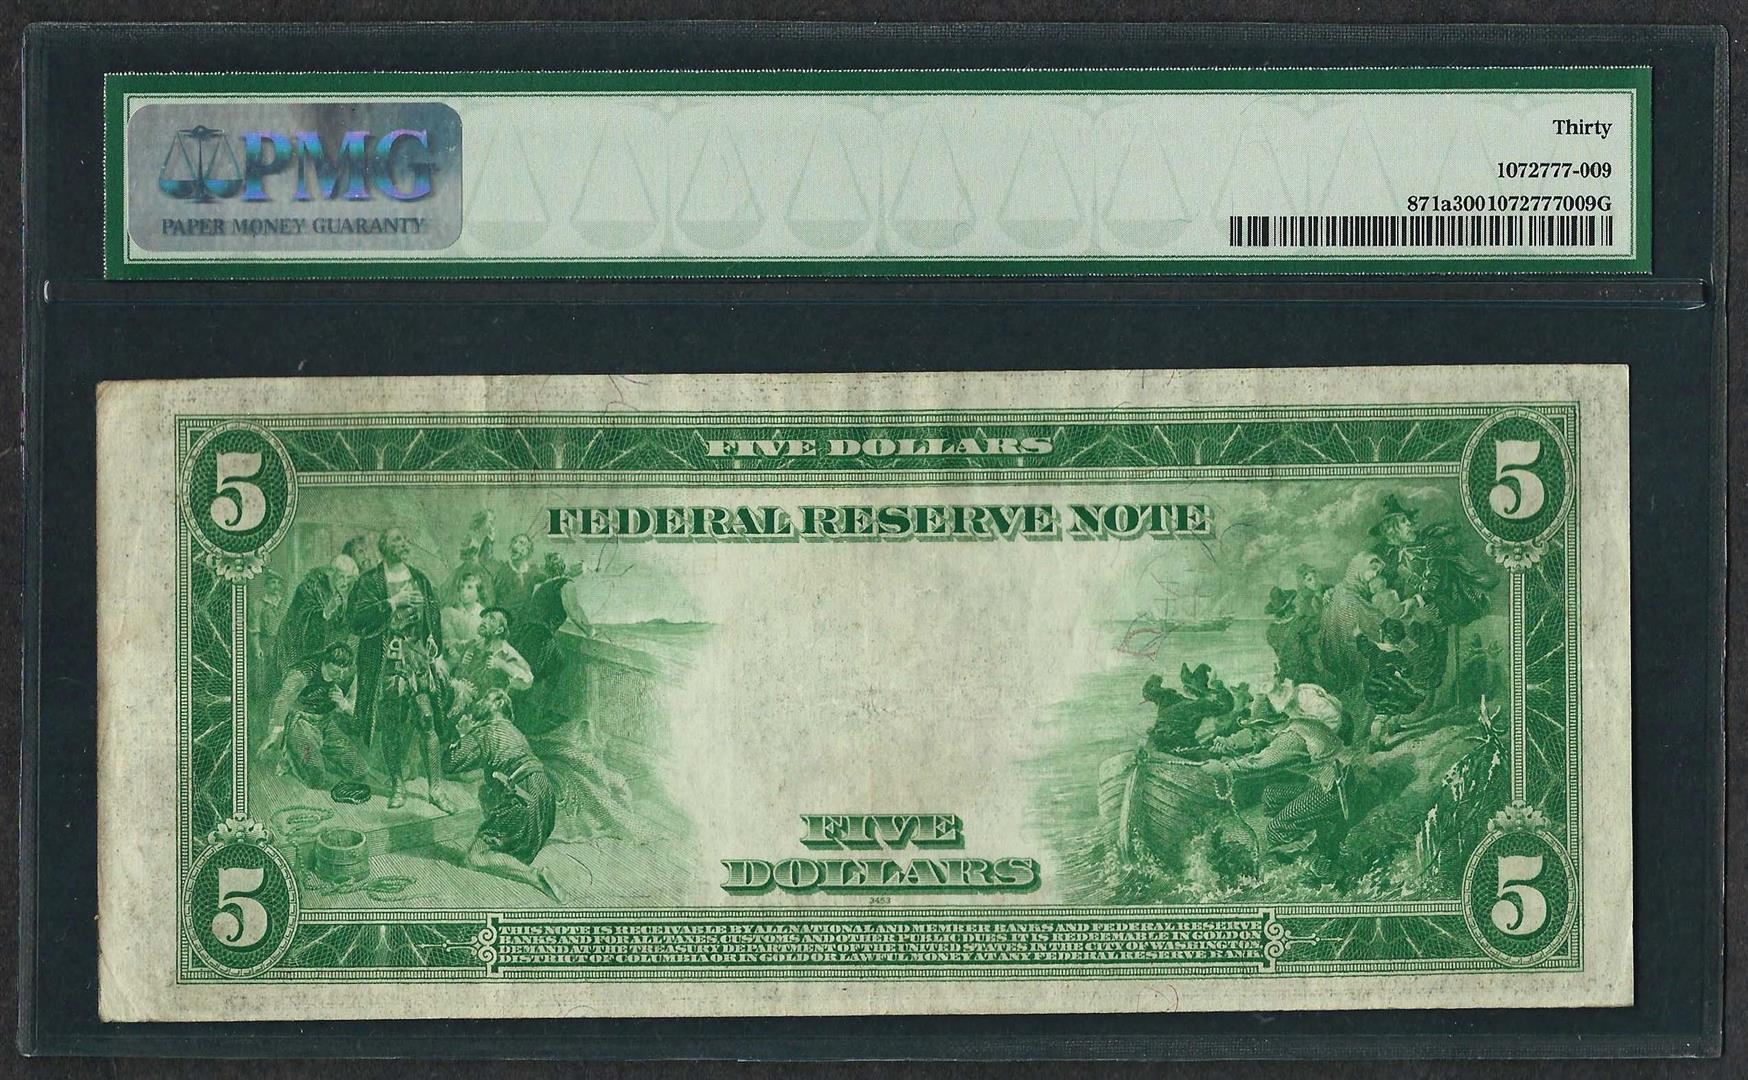 PMG
PAPER MONEY GUARANTY
Thirty
1072777-009
871a3001072777009G
FIVE DOLLARS
5
5
FEDERAL RESERVE NOTE
FIVE
DOLLARS
3453
5
5
THIS NOTE IS RECEIVABLE BY ALL NATIONAL AND MEMBER BANKS AND FEDERAL RESERVE
BANKS AND FOR ALL TAXES, CUSTOMS AND OTHER PUBLIC DUES. IT IS REDEEMABLE IN GOLD ON
DEMAND AT THE TREASURY DEPARTMENT OF THE UNITED STATES IN THE CITY OF WASHINGTON,
DISTRICT OF COLUMBIA OR IN GOLD OR LAWFUL MONEY AT ANY FEDERAL RESERVE BANK.